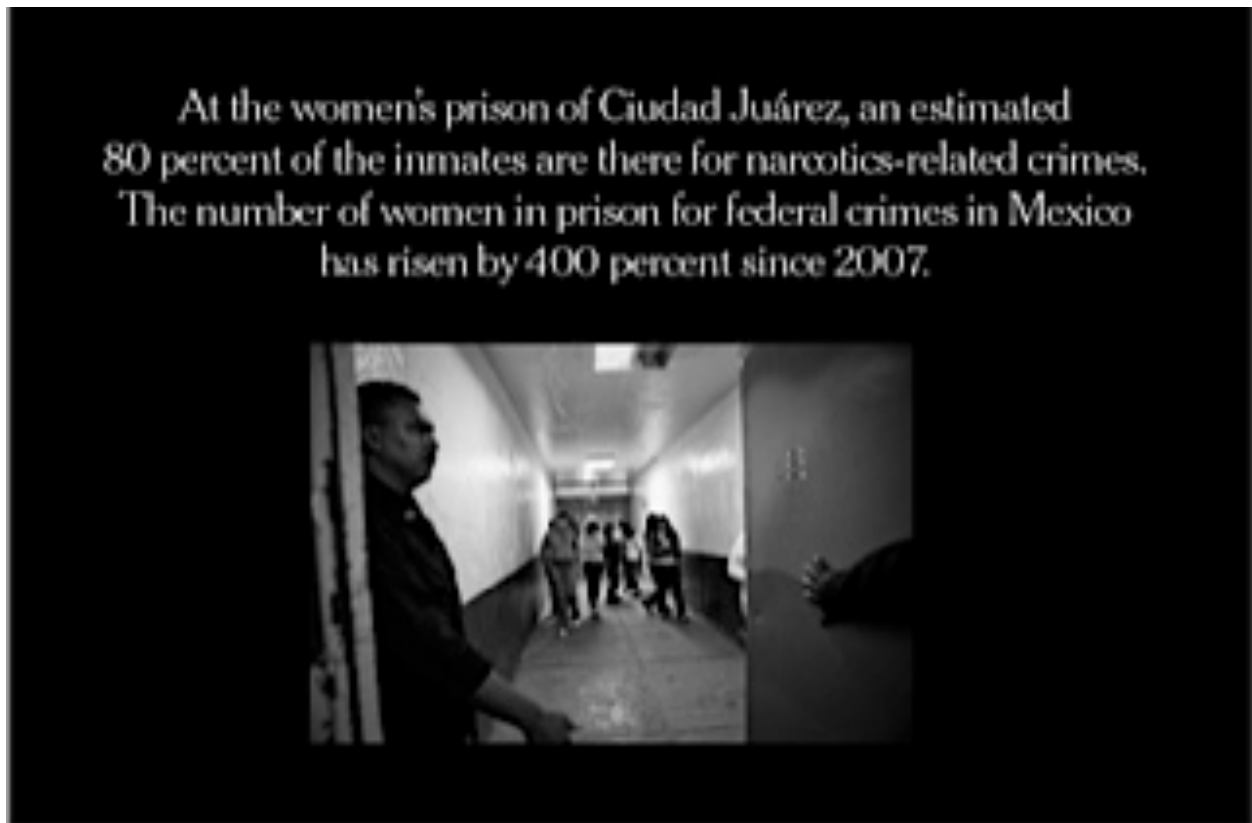 At the women's prison of Ciudad Juárez, an estimated
80 percent of the inmates are there for narcotics-related crimes.
The number of women in prison for federal crimes in Mexico
has risen by 400 percent since 2007.